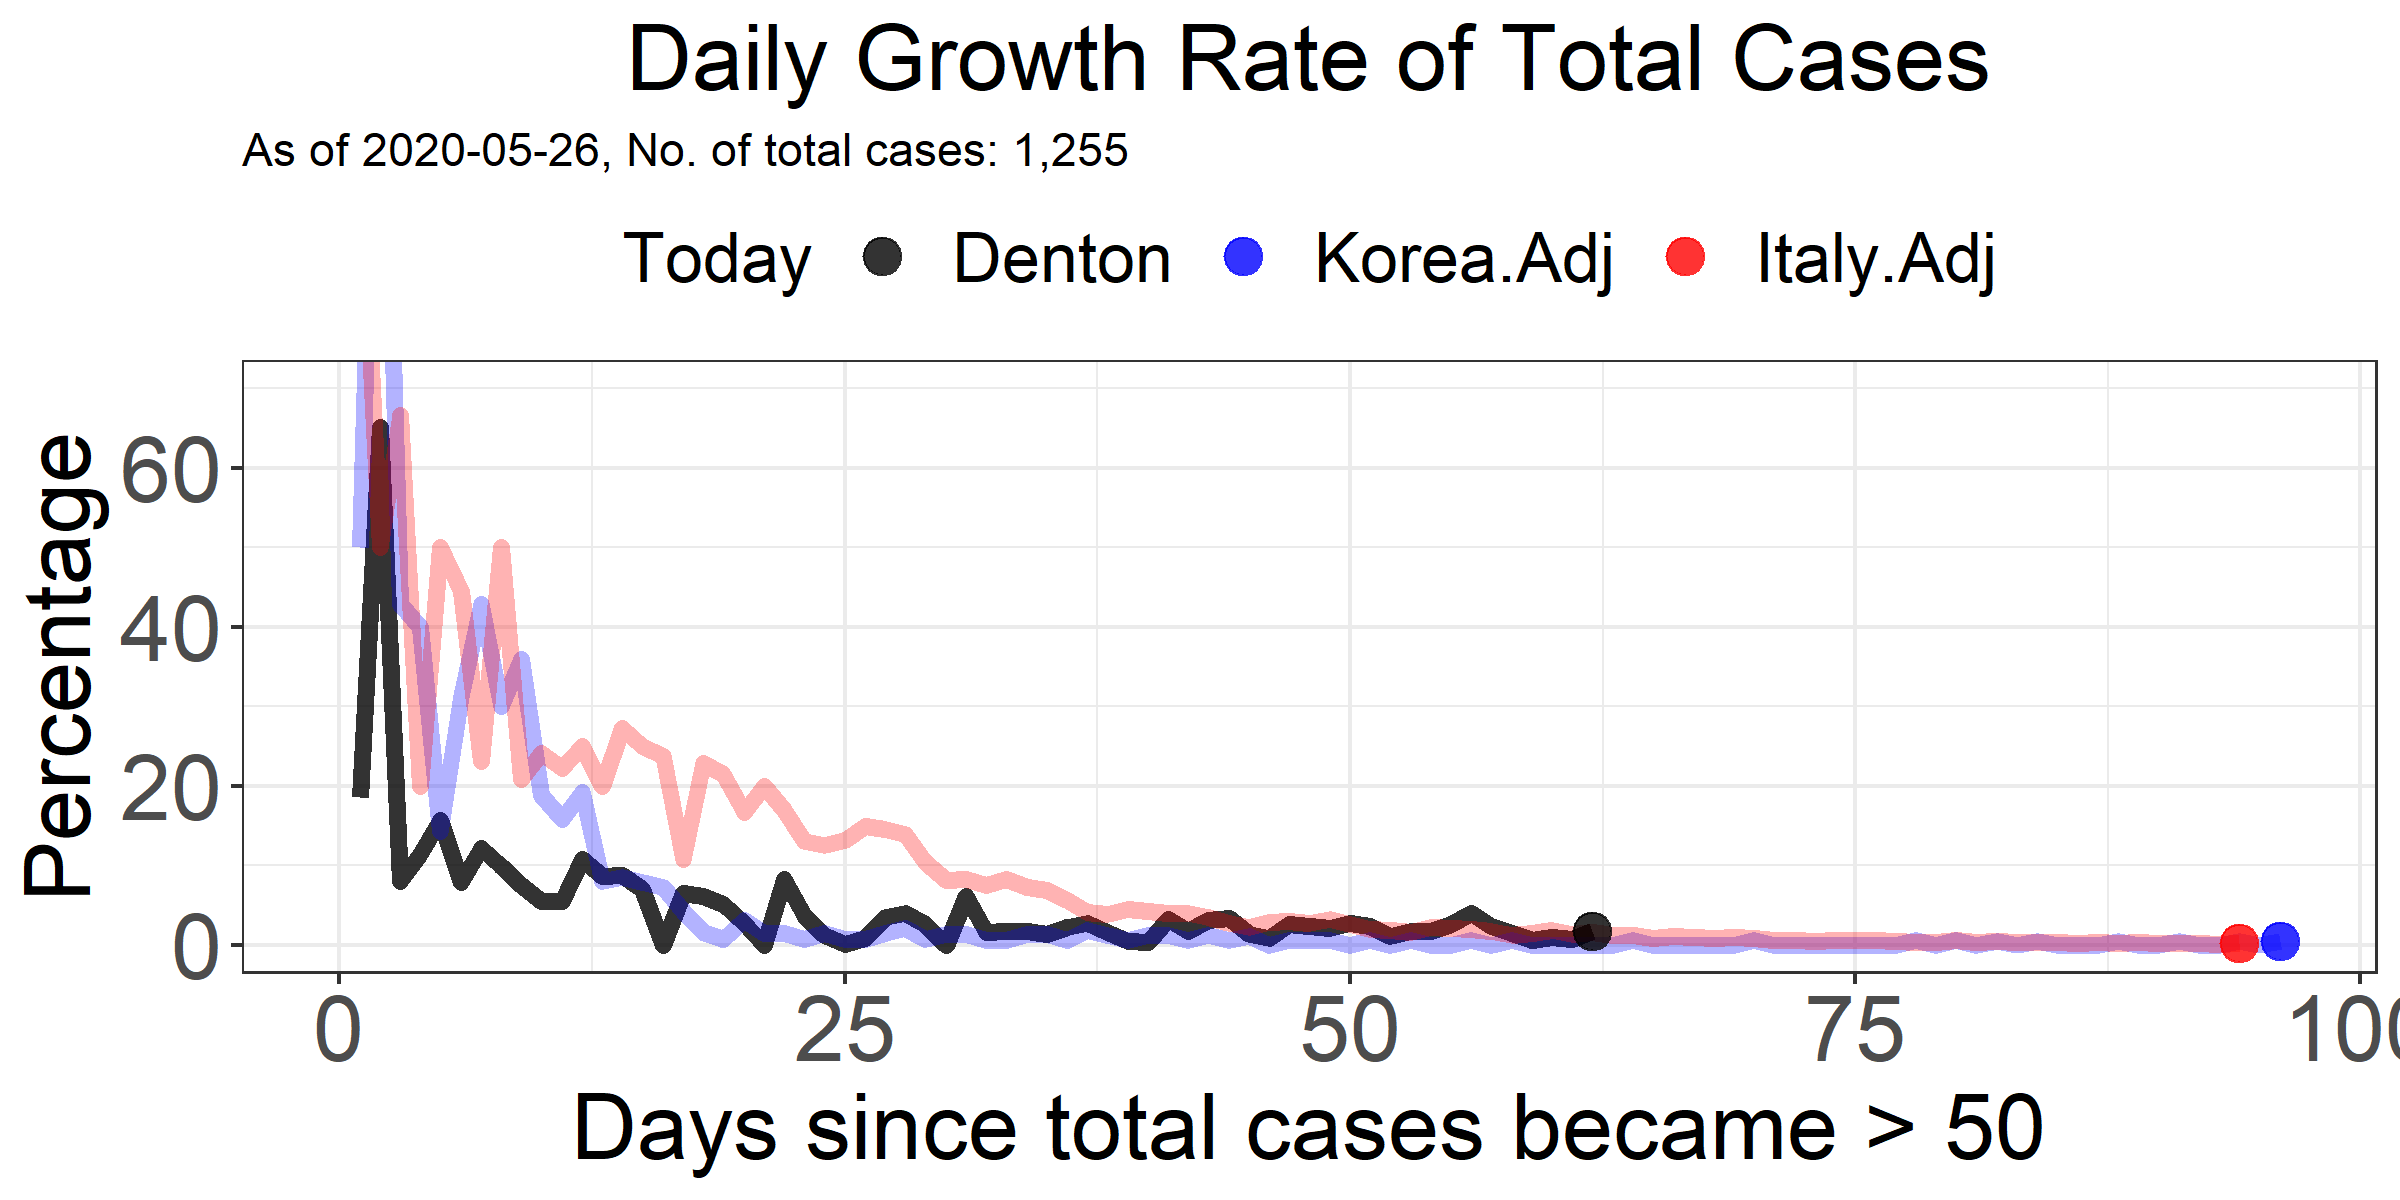 Daily Growth Rate of Total Cases
As of 2020-05-26, No. of total cases: 1,255
Today Denton Korea.Adj Italy.Adj
Percentage
60
40
20
0
0 25 50 75 100
Days since total cases became > 50